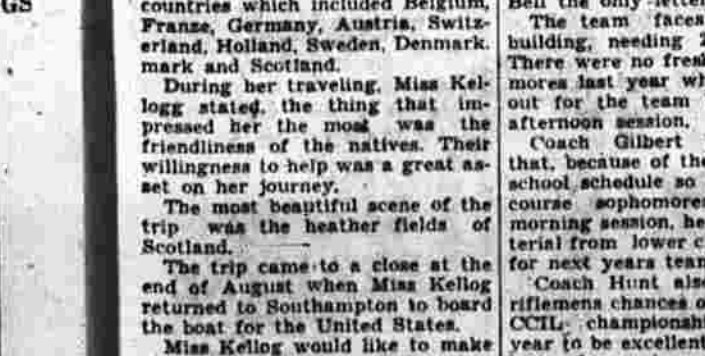 GS
countries which included Belgium,
Franse, Germany, Austria, Switz-
erland, Holland, Sweden, Denmark.
mark and Scotland.
During her traveling, Miss Kel-
logg stated, the thing that im-
pressed her the most was the
friendliness of the natives. Their
willingness to help was a great as-
set on her journey.
The most beaptiful scene of the
trip was the heather fields of
Scotland.
The trip came to a close at the
end of August when Miss Kellog
returned to Southampton to board
the boat for the United States.
Miss Kellog would like to make
Bell the only
The team faces
building, needing
There were no
mores last year
out for the team
afternoon session.
Coach Gilbert
that, because of the
school schedule so
course sophomores
morning session, he
terial from lower
for next years team
Coach Hunt
riflemens chances
CCIL championsh
year to be excellent